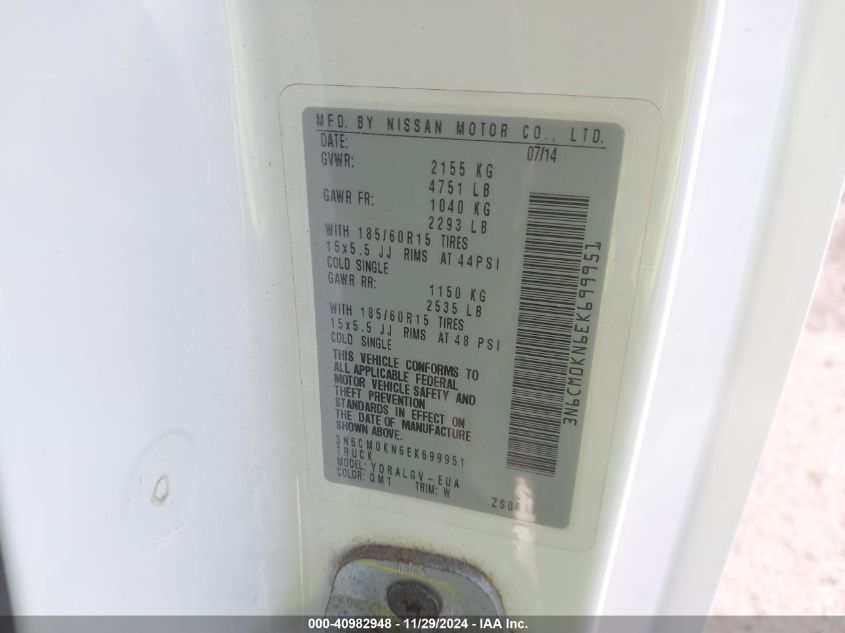 MFD. BY NISSAN MOTOR CO., LTD.
DATE: 07/14
GVWR: 2155 KG
4751 LB
GAWR FR: 1040 KG
2293 LB
WITH 185/60R15 TIRES
15x5.5 JJ RIMS AT 44PSI
COLD SINGLE
GAWR RR: 1150 KG
2535 LB
WITH 185/60R15 TIRES
15x5.5 JJ RIMS AT 48 PSI
COLD SINGLE
THIS VEHICLE CONFORMS TO
ALL APPLICABLE FEDERAL
MOTOR VEHICLE SAFETY AND
THEFT PREVENTION
STANDARDS IN EFFECT ON
THE DATE OF MANUFACTURE
SHOWN ABOVE.
3N6CM0KN6EK699951
TRUCK
MODEL: YDRALGV-EUA
COLOR: QM1 TRIM: W
3N6CM0KN6EK699951
000-40982948 - 11/29/2024 - IAA Inc.